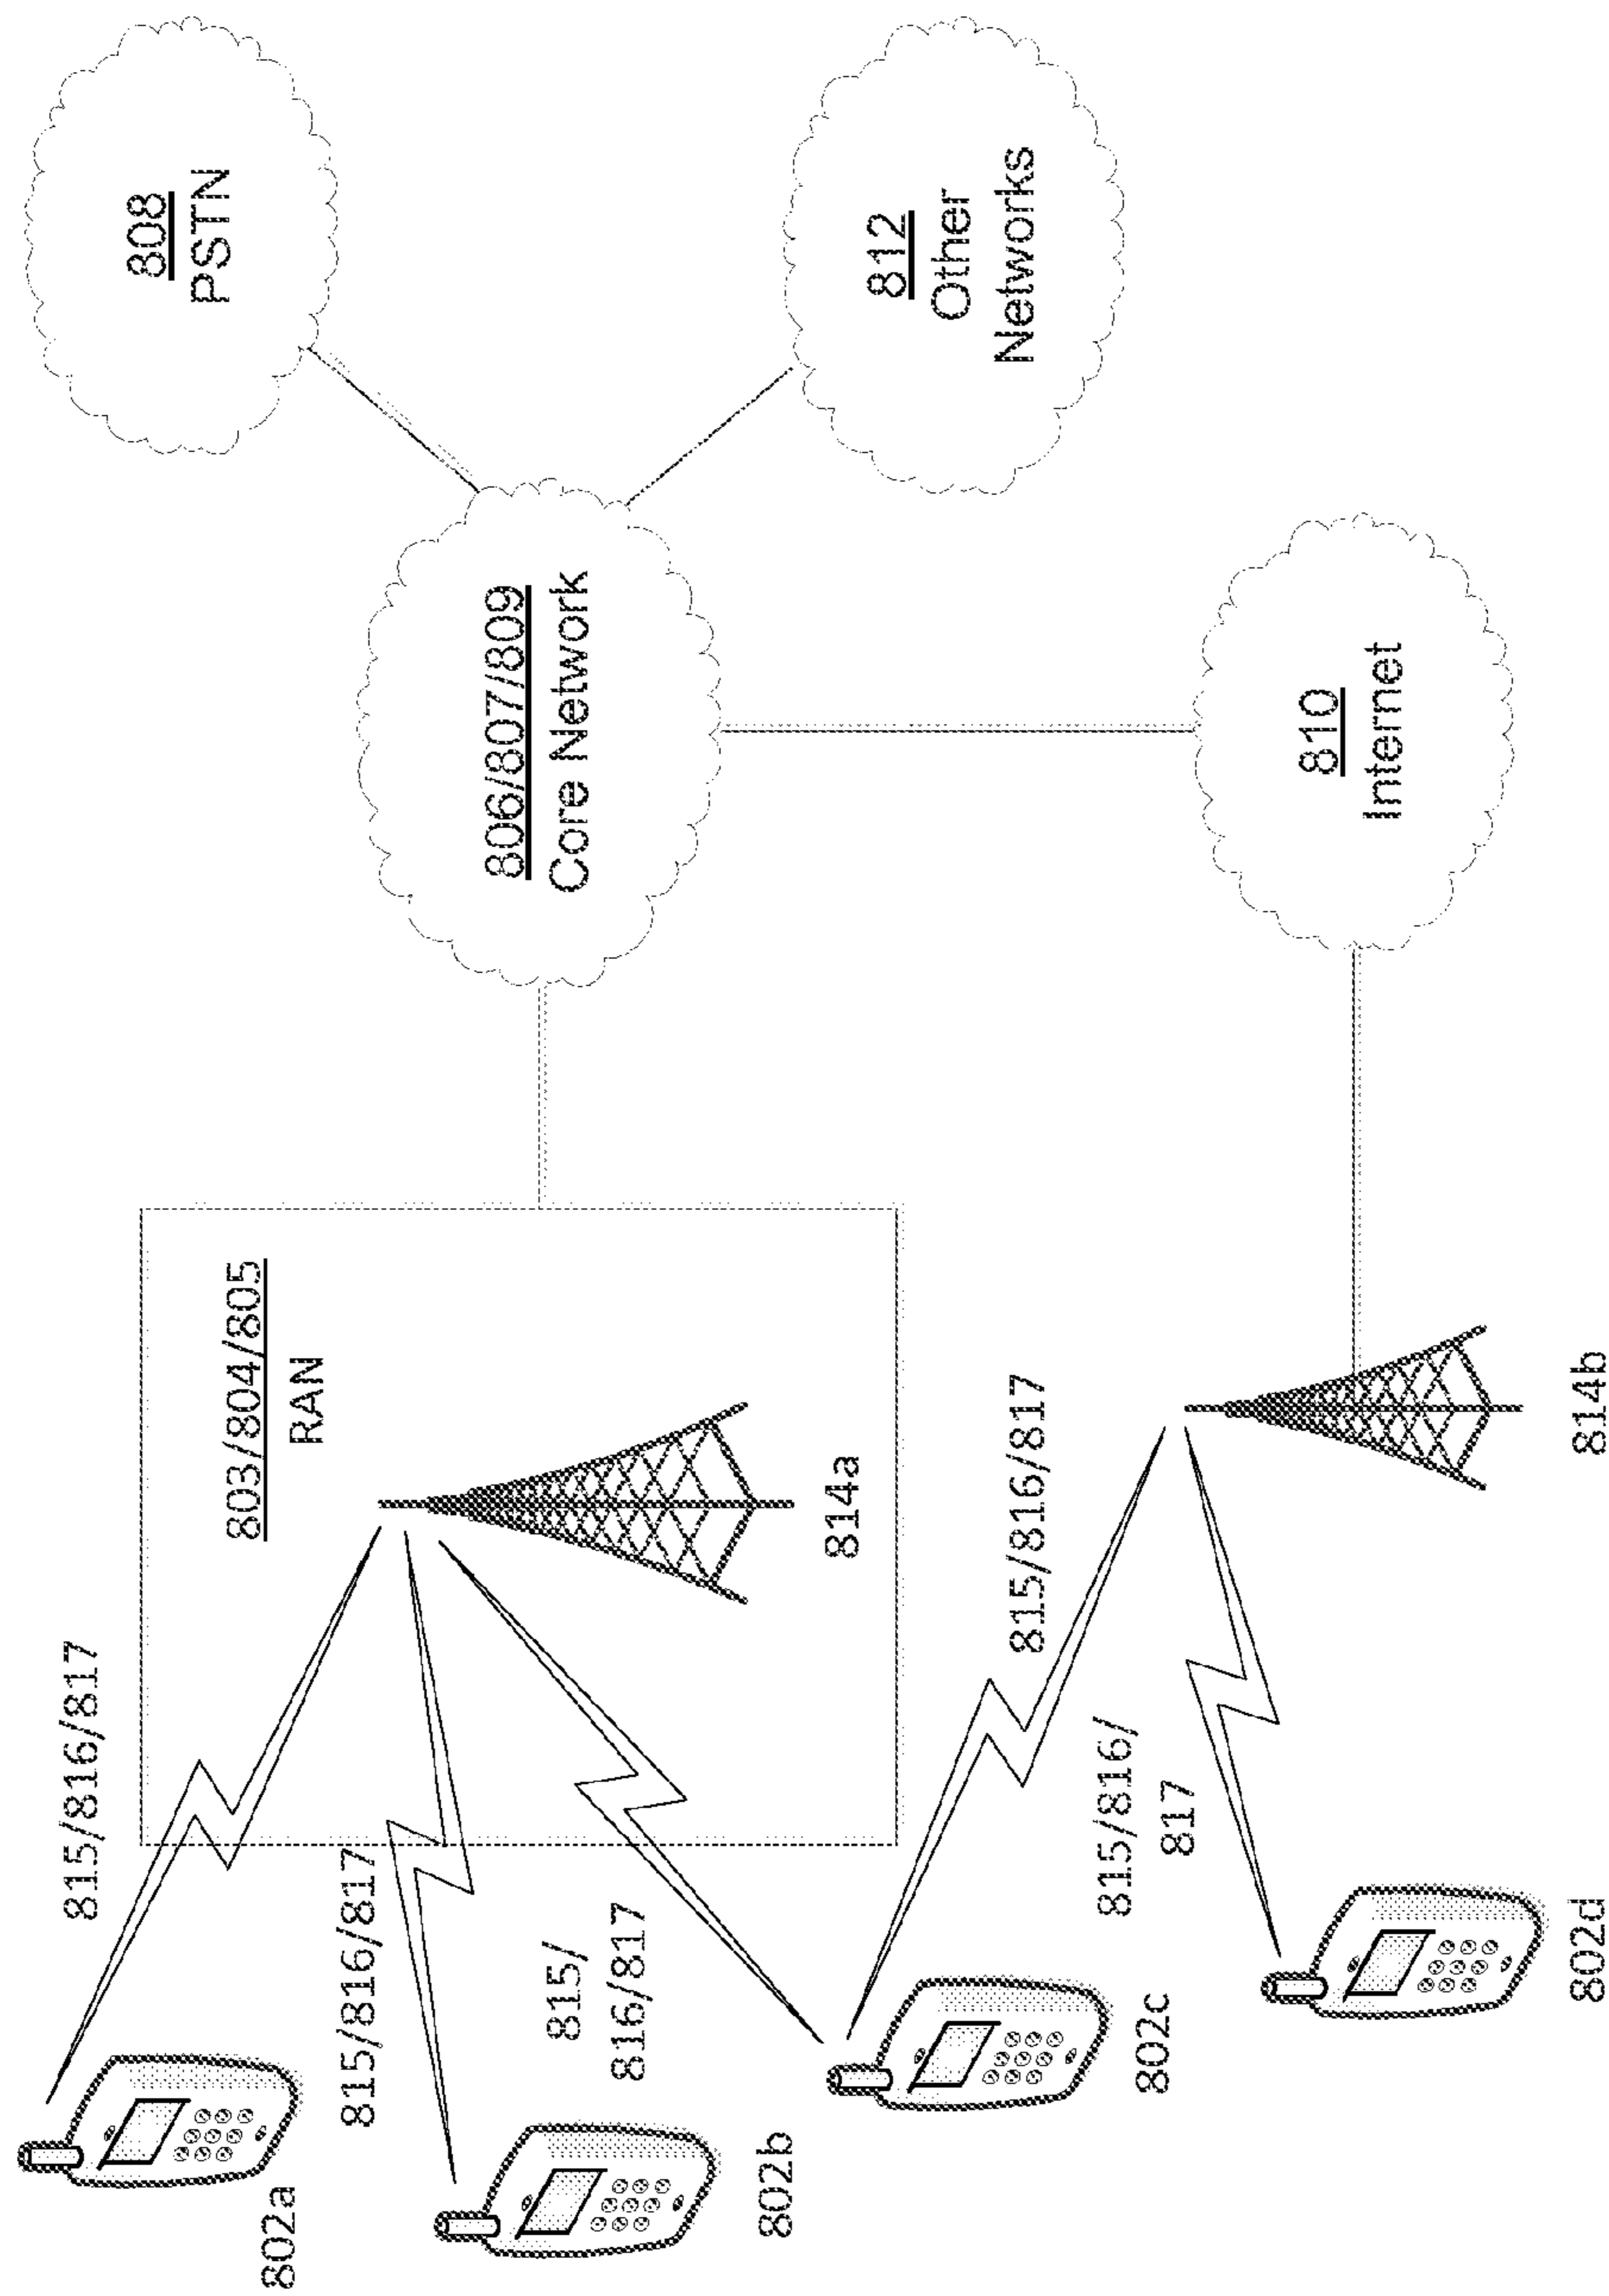 815/816/817
803/804/805
RAN
808
PSTN
802a
815/816/817
806/807/809
Core Network
815/
816/817
814a
812
Other
Networks
802b
815/816/817
815/816/
817
802c
810
Internet
802d
814b